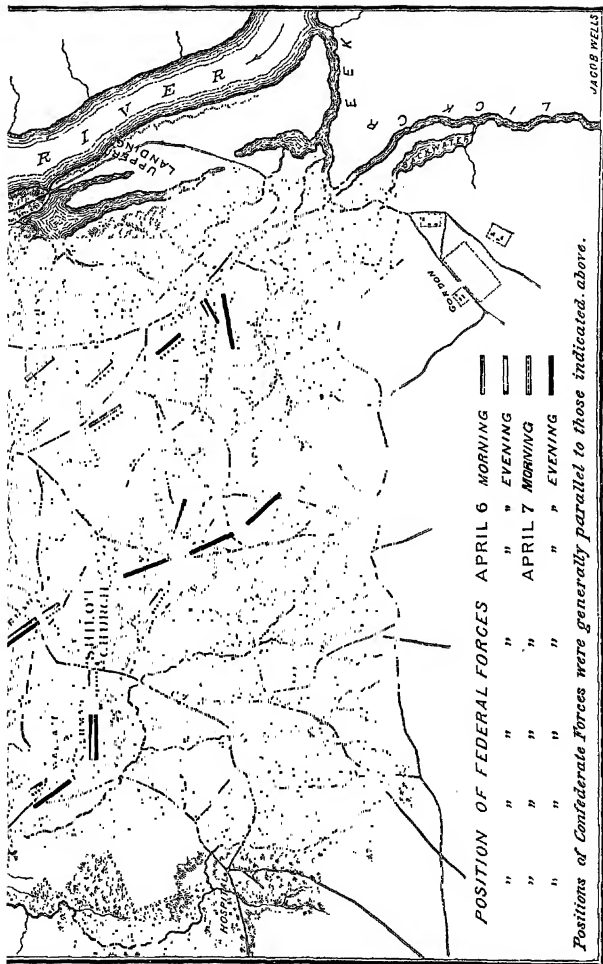 RIVER
UPPER
LANDING
LICK CREEK
BACKWATER
JACOB WELLS
GORDON
SHILOH
CHURCH
POSITION OF FEDERAL FORCES APRIL 6 MORNING
" " " " " EVENING
" " " " APRIL 7 MORNING
" " " " " EVENING
Positions of Confederate Forces were generally parallel to those indicated above.